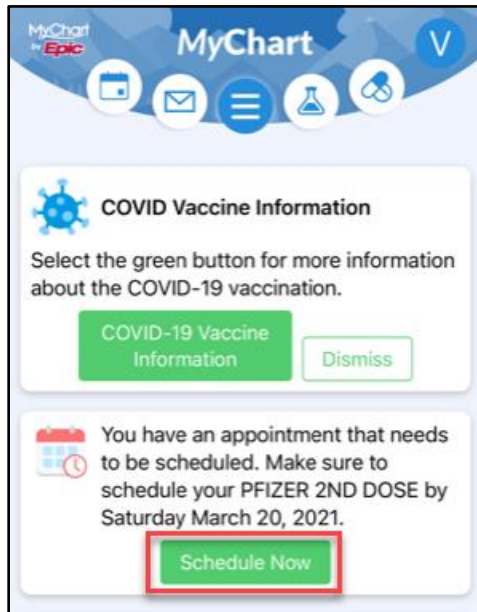 MyChart
by Epic
MyChart
V
COVID Vaccine Information
Select the green button for more information
about the COVID-19 vaccination.
COVID-19 Vaccine
Information
Dismiss
You have an appointment that needs
to be scheduled. Make sure to
schedule your PFIZER 2ND DOSE by
Saturday March 20, 2021.
Schedule Now